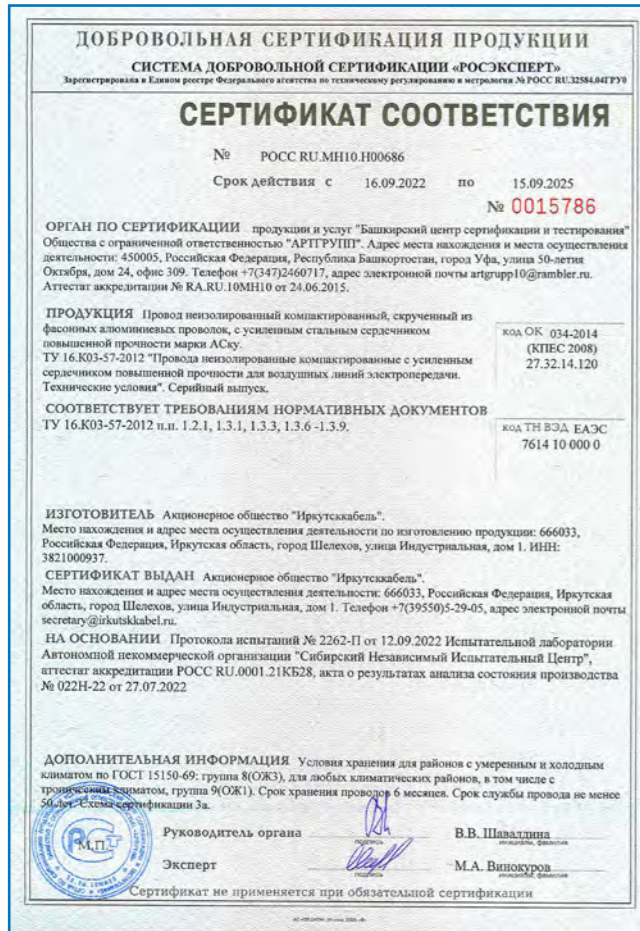 ДОБРОВОЛЬНАЯ СЕРТИФИКАЦИЯ ПРОДУКЦИИ
СИСТЕМА ДОБРОВОЛЬНОЙ СЕРТИФИКАЦИИ «РОСЭКСПЕРТ»
Зарегистрирована в Едином реестре Федерального агентства по техническому регулированию и метрологии № РОСС RU.32584.04ГРУ0
СЕРТИФИКАТ СООТВЕТСТВИЯ
№ РОСС RU.МН10.Н00686
Срок действия с 16.09.2022 по 15.09.2025
№ 0015786
ОРГАН ПО СЕРТИФИКАЦИИ продукции и услуг "Башкирский центр сертификации и тестирования"
Общества с ограниченной ответственностью "АРТГРУПП". Адрес места нахождения и места осуществления
деятельности: 450005, Российская Федерация, Республика Башкортостан, город Уфа, улица 50-летия
Октября, дом 24, офис 309. Телефон +7(347)2460717, адрес электронной почты artgrupp10@rambler.ru.
Аттестат аккредитации № RA.RU.10МН10 от 24.06.2015.
ПРОДУКЦИЯ Провод неизолированный компактированный, скрученный из
фасонных алюминиевых проволок, с усиленным стальным сердечником
повышенной прочности марки АСку.
ТУ 16.К03-57-2012 "Провода неизолированные компактированные с усиленным
сердечником повышенной прочности для воздушных линий электропередачи.
Технические условия". Серийный выпуск.
код ОК 034-2014
(КПЕС 2008)
27.32.14.120
СООТВЕТСТВУЕТ ТРЕБОВАНИЯМ НОРМАТИВНЫХ ДОКУМЕНТОВ
ТУ 16.К03-57-2012 п.п. 1.2.1, 1.3.1, 1.3.3, 1.3.6 -1.3.9.
код ТН ВЭД ЕАЭС
7614 10 000 0
ИЗГОТОВИТЕЛЬ Акционерное общество "Иркутсккабель".
Место нахождения и адрес места осуществления деятельности по изготовлению продукции: 666033,
Российская Федерация, Иркутская область, город Шелехов, улица Индустриальная, дом 1. ИНН:
3821000937.
СЕРТИФИКАТ ВЫДАН Акционерное общество "Иркутсккабель".
Место нахождения и адрес места осуществления деятельности: 666033, Российская Федерация, Иркутская
область, город Шелехов, улица Индустриальная, дом 1. Телефон +7(39550)5-29-05, адрес электронной почты
secretary@irkutskkabel.ru.
НА ОСНОВАНИИ Протокола испытаний № 2262-П от 12.09.2022 Испытательной лаборатории
Автономной некоммерческой организации "Сибирский Независимый Испытательный Центр",
аттестат аккредитации РОСС RU.0001.21КБ28, акта о результатах анализа состояния производства
№ 022Н-22 от 27.07.2022
ДОПОЛНИТЕЛЬНАЯ ИНФОРМАЦИЯ Условия хранения для районов с умеренным и холодным
климатом по ГОСТ 15150-69: группа 8(ОЖ3), для любых климатических районов, в том числе с
тропическим климатом, группа 9(ОЖ1). Срок хранения проводов 6 месяцев. Срок службы провода не менее
50 лет. Схема сертификации 3а.
М.П.
Руководитель органа
подпись
В.В. Шавалдина
инициалы, фамилия
Эксперт
подпись
М.А. Винокуров
инициалы, фамилия
Сертификат не применяется при обязательной сертификации